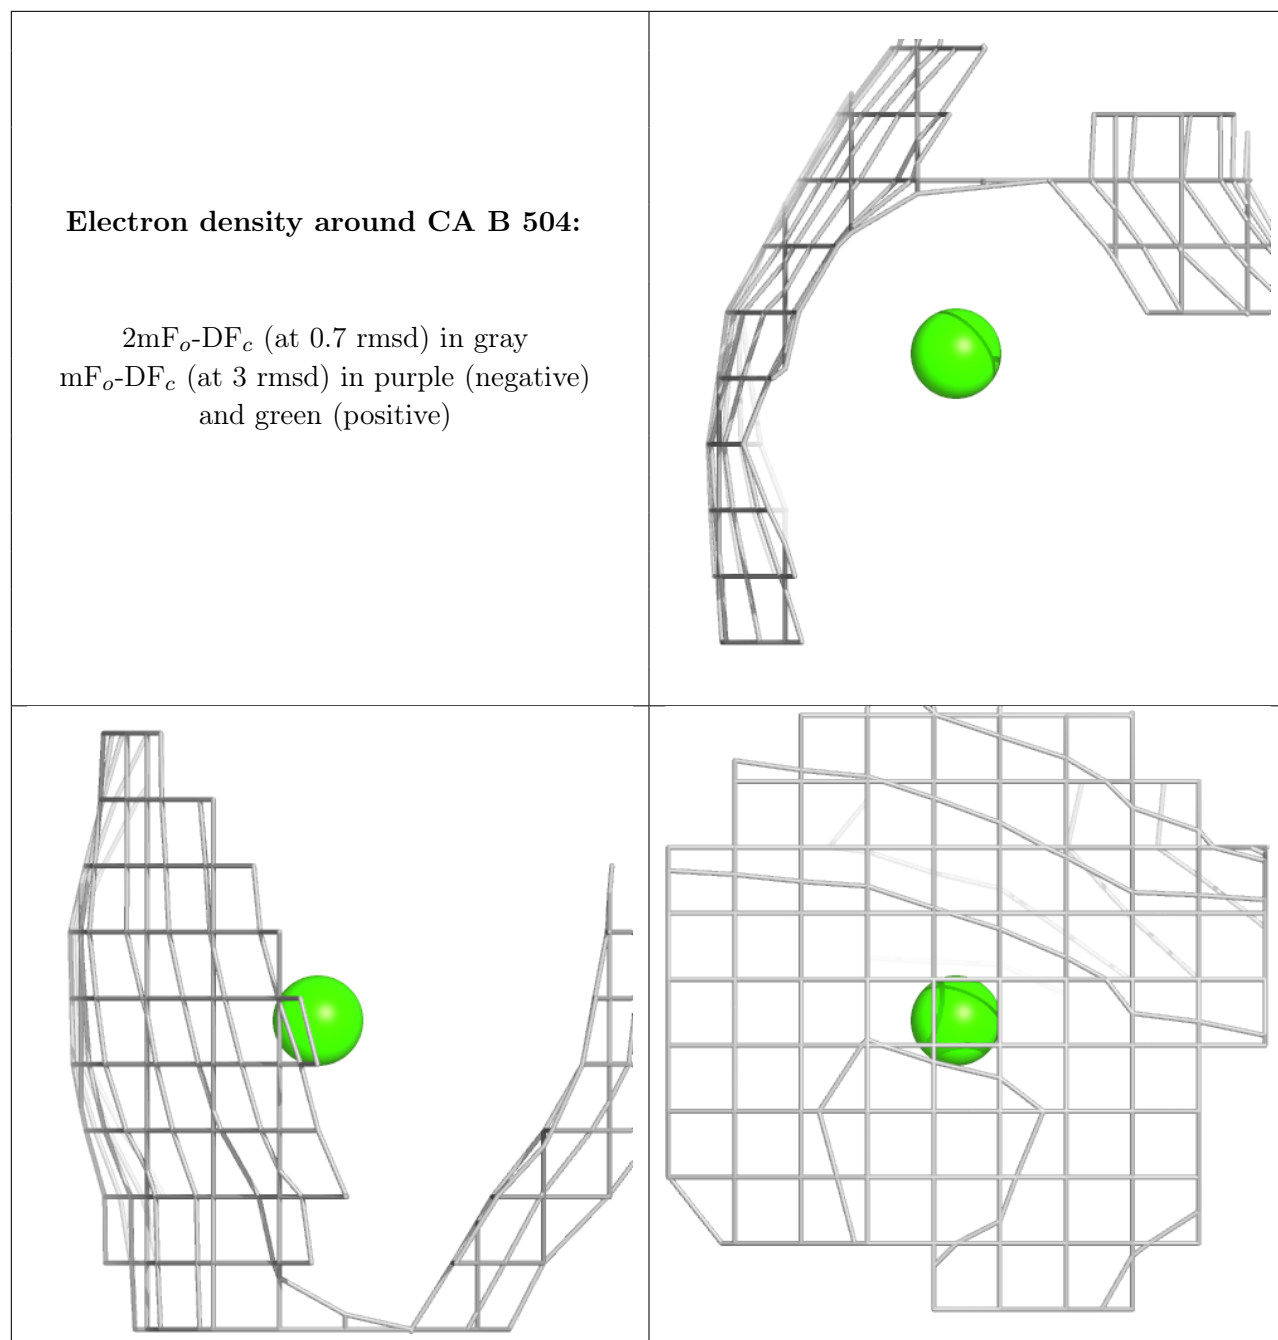 Electron density around CA B 504:
2mFo-DFc (at 0.7 rmsd) in gray
mFo-DFc (at 3 rmsd) in purple (negative)
and green (positive)